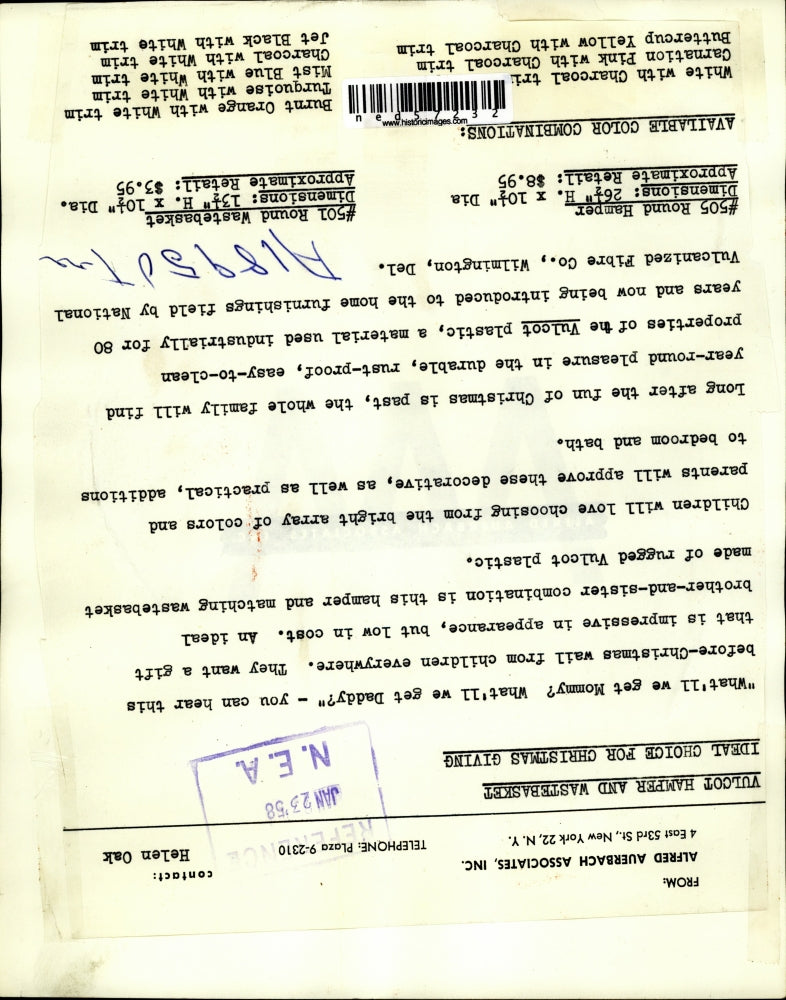 FROM:
ALFRED AUERBACH ASSOCIATES, INC.
4 East 53rd St., New York 22, N. Y.
TELEPHONE: Plaza 9-2310
contact:
Helen Oak
REFERENCE
JAN 23 '58
N. E. A.
VULCOT HAMPER AND WASTEBASKET
IDEAL CHOICE FOR CHRISTMAS GIVING
"What'll we get Mommy? What'll we get Daddy?" - you can hear this
before-Christmas wail from children everywhere. They want a gift
that is impressive in appearance, but low in cost. An ideal
brother-and-sister combination is this hamper and matching wastebasket
made of rugged Vulcot plastic.
Children will love choosing from the bright array of colors and
parents will approve these decorative, as well as practical, additions
to bedroom and bath.
Long after the fun of Christmas is past, the whole family will find
year-round pleasure in the durable, rust-proof, easy-to-clean
properties of the Vulcot plastic, a material used industrially for 80
years and now being introduced to the home furnishings field by National
Vulcanized Fibre Co., Wilmington, Del.
#505 Round Hamper
Dimensions: 26½" H. x 10½" Dia
Approximate Retail: $8.95
#501 Round Wastebasket
Dimensions: 13½" H. x 10½" Dia.
Approximate Retail: $3.95
AVAILABLE COLOR COMBINATIONS:
White with Charcoal tri
Carnation Pink with Charcoal trim
Buttercup Yellow with Charcoal trim
Burnt Orange with White trim
Turquoise with White trim
Mist Blue with White trim
Charcoal with White trim
Jet Black with White trim
ned57232
www.historicimages.com